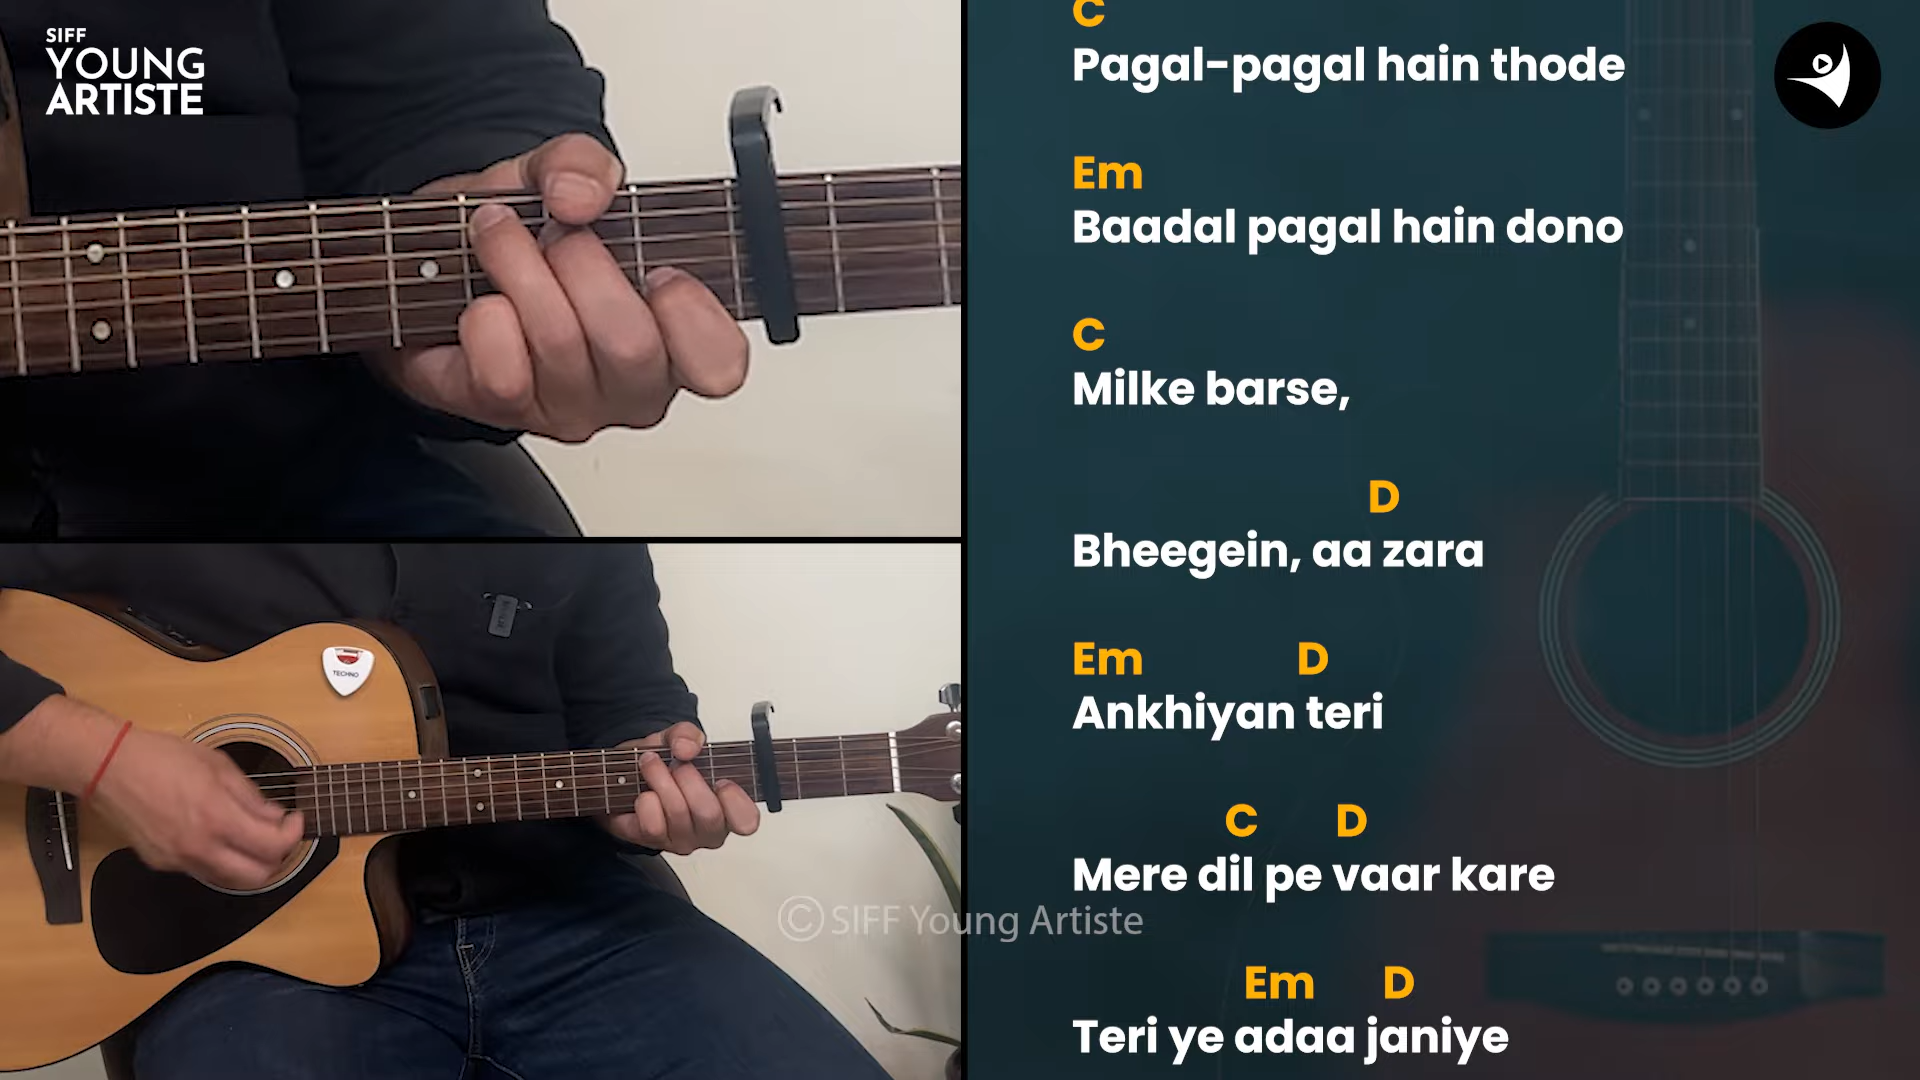 SIFF
YOUNG
ARTISTE
TECHNO
C
Pagal-pagal hain thode
Em
Baadal pagal hain dono
C
Milke barse,
D
Bheegein, aa zara
Em D
Ankhiyan teri
C D
Mere dil pe vaar kare
© SIFF Young Artiste
Em D
Teri ye adaa janiye